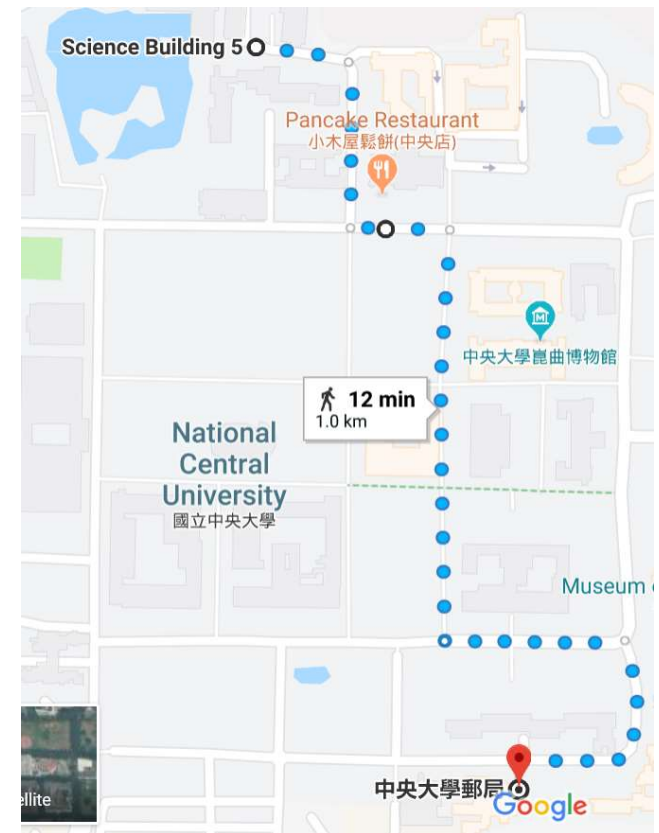 Science Building 5
Pancake Restaurant
小木屋鬆餅(中央店)
中央大學崑曲博物館
12 min
1.0 km
National
Central
University
國立中央大學
Museum
中央大學郵局
Google
ellite